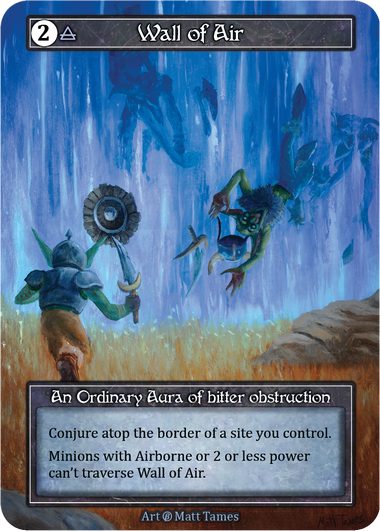 2 Wall of Air
An Ordinary Aura of bitter obstruction
Conjure atop the border of a site you control.
Minions with Airborne or 2 or less power
can't traverse Wall of Air.
Art @ Matt Tames